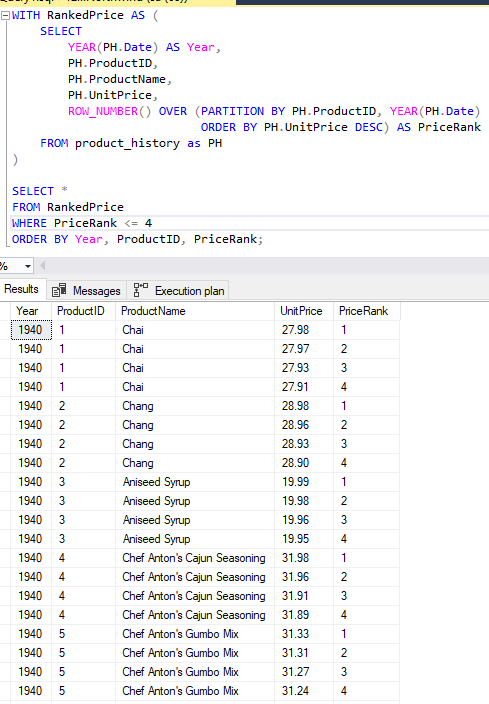 WITH RankedPrice AS (
SELECT
YEAR(PH.Date) AS Year,
PH.ProductID,
PH.ProductName,
PH.UnitPrice,
ROW_NUMBER() OVER (PARTITION BY PH.ProductID, YEAR(PH.Date)
ORDER BY PH.UnitPrice DESC) AS PriceRank
FROM product_history as PH
)
SELECT *
FROM RankedPrice
WHERE PriceRank <= 4
ORDER BY Year, ProductID, PriceRank;
%
Results Messages Execution plan
Year ProductID ProductName UnitPrice PriceRank
1940 1 Chai 27.98 1
1940 1 Chai 27.97 2
1940 1 Chai 27.93 3
1940 1 Chai 27.91 4
1940 2 Chang 28.98 1
1940 2 Chang 28.96 2
1940 2 Chang 28.93 3
1940 2 Chang 28.90 4
1940 3 Aniseed Syrup 19.99 1
1940 3 Aniseed Syrup 19.98 2
1940 3 Aniseed Syrup 19.96 3
1940 3 Aniseed Syrup 19.95 4
1940 4 Chef Anton's Cajun Seasoning 31.98 1
1940 4 Chef Anton's Cajun Seasoning 31.96 2
1940 4 Chef Anton's Cajun Seasoning 31.91 3
1940 4 Chef Anton's Cajun Seasoning 31.89 4
1940 5 Chef Anton's Gumbo Mix 31.33 1
1940 5 Chef Anton's Gumbo Mix 31.31 2
1940 5 Chef Anton's Gumbo Mix 31.27 3
1940 5 Chef Anton's Gumbo Mix 31.24 4